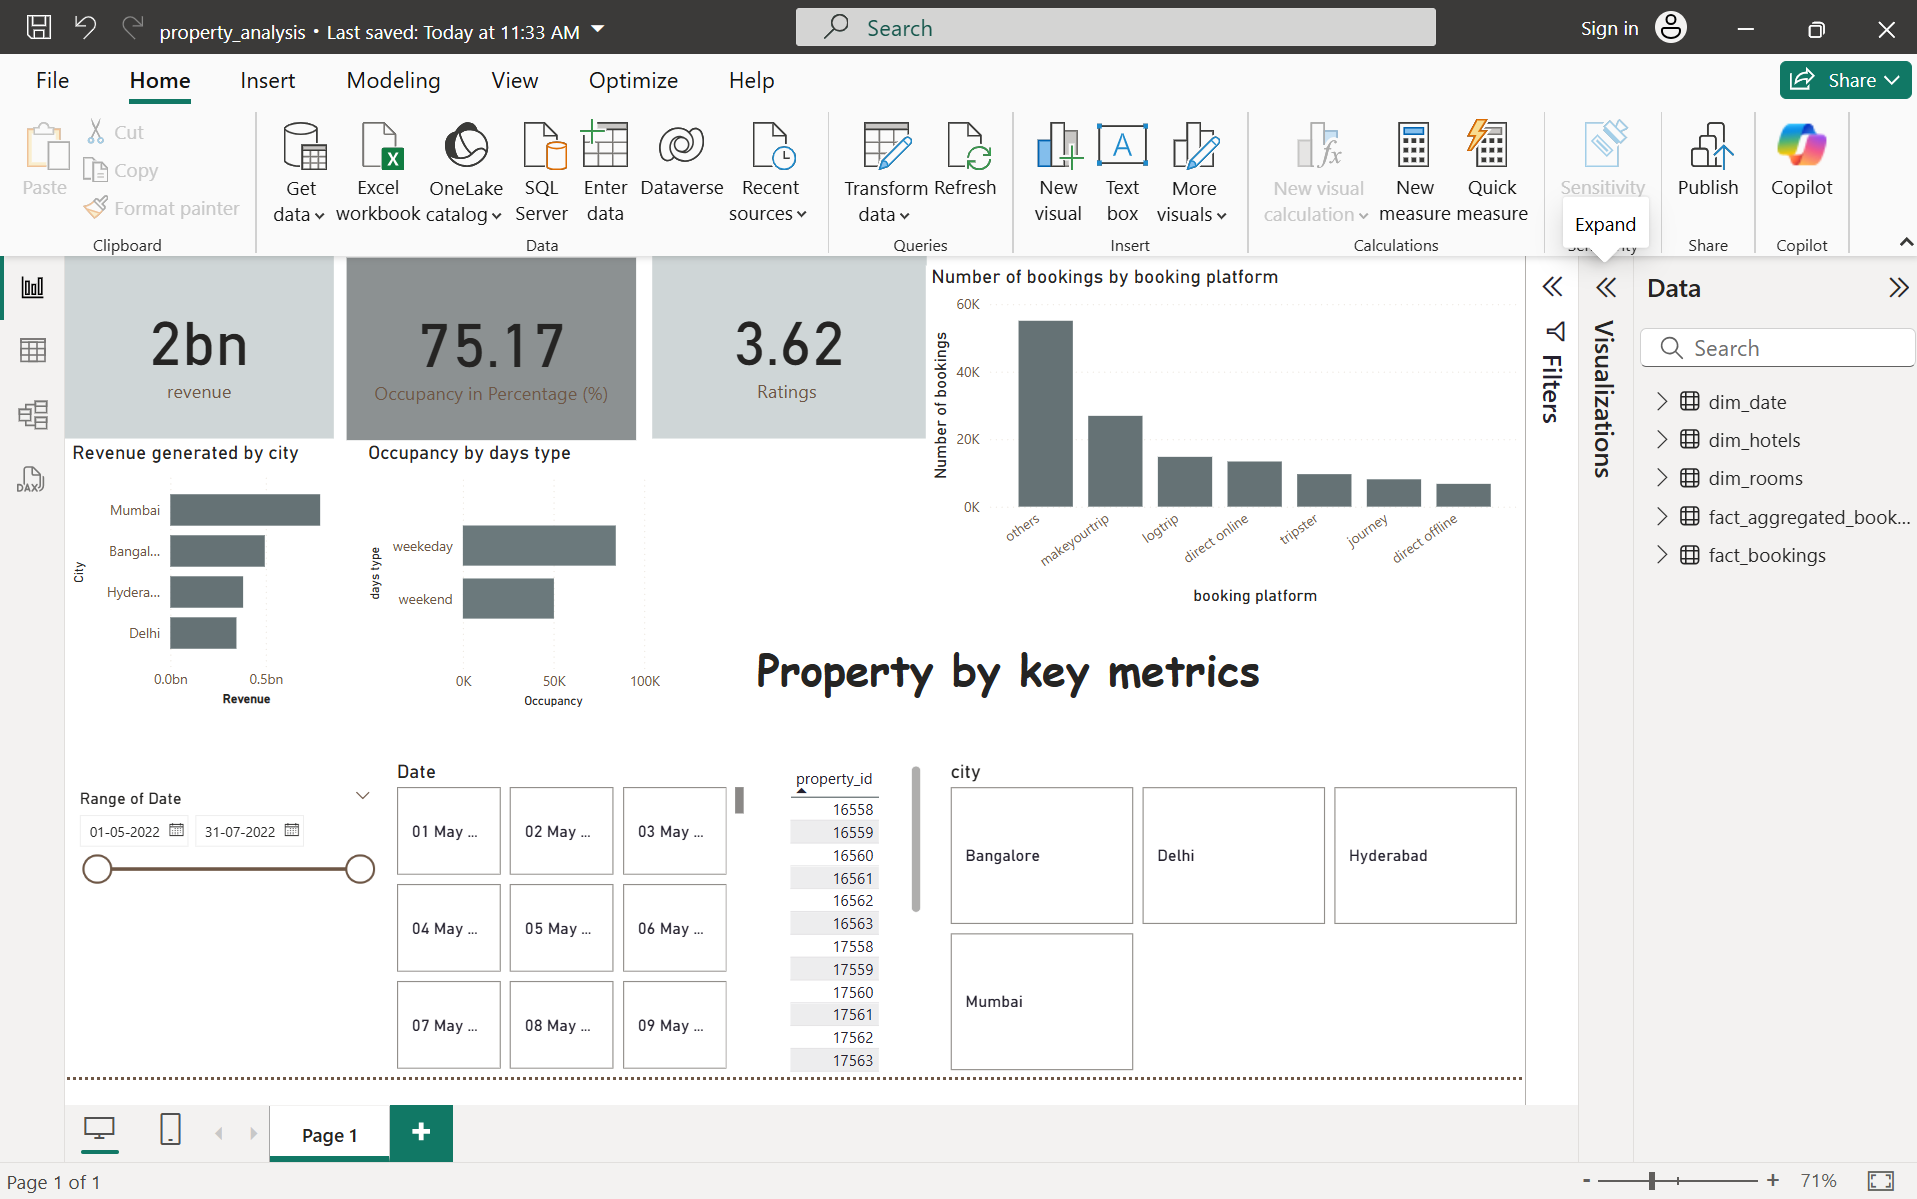 property_analysis • Last saved: Today at 11:33 AM
Search
Sign in
File Home Insert Modeling View Optimize Help
Share
Paste
Cut
Copy
Format painter
Clipboard
Get data
Excel workbook
OneLake catalog
SQL Server
Enter data
Dataverse
Recent sources
Data
Transform data
Refresh
Queries
New visual
Text box
A
More visuals
Insert
New visual calculation
New measure
Quick measure
Calculations
Sensitivity
Expand
Publish
Share
Copilot
Copilot
DAX
2bn
revenue
75.17
Occupancy in Percentage (%)
3.62
Ratings
Number of bookings by booking platform
Number of bookings
60K
40K
20K
0K
others
makeyourtrip
logtrip
direct online
tripster
journey
direct offline
booking platform
Revenue generated by city
City
Mumbai
Bangal...
Hydera...
Delhi
0.0bn 0.5bn
Revenue
Occupancy by days type
days type
weekeday
weekend
0K 50K 100K
Occupancy
Property by key metrics
Range of Date
01-05-2022 31-07-2022
Date
01 May ... 02 May ... 03 May ...
04 May ... 05 May ... 06 May ...
07 May ... 08 May ... 09 May ...
property_id
16558
16559
16560
16561
16562
16563
17558
17559
17560
17561
17562
17563
city
Bangalore Delhi Hyderabad
Mumbai
Filters
Visualizations
Data
Search
dim_date
dim_hotels
dim_rooms
fact_aggregated_book...
fact_bookings
Page 1
Page 1 of 1
71%